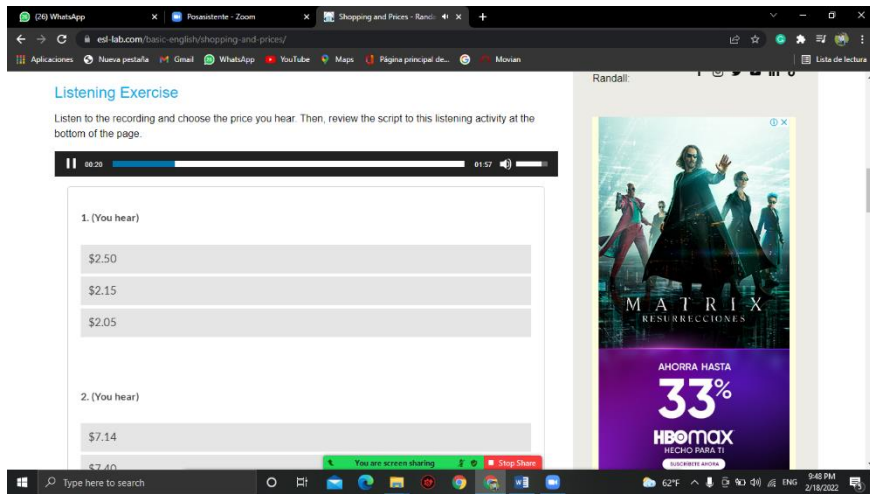 (26) WhatsApp
Posasistente - Zoom
Shopping and Prices - Randa
esl-lab.com/basic-english/shopping-and-prices/
Aplicaciones Nueva pestaña Gmail WhatsApp YouTube Maps Página principal de... Movian Lista de lectura
Randall:
Listening Exercise
Listen to the recording and choose the price you hear. Then, review the script to this listening activity at the
bottom of the page.
00:20 01:57
1. (You hear)
$2.50
$2.15
$2.05
2. (You hear)
$7.14
$7.40
MATRIX
RESURRECCIONES
AHORRA HASTA
33%
HBOMAX
HECHO PARA TI
SUSCRÍBETE AHORA
You are screen sharing Stop Share
Type here to search
62°F ENG 9:48 PM
2/18/2022